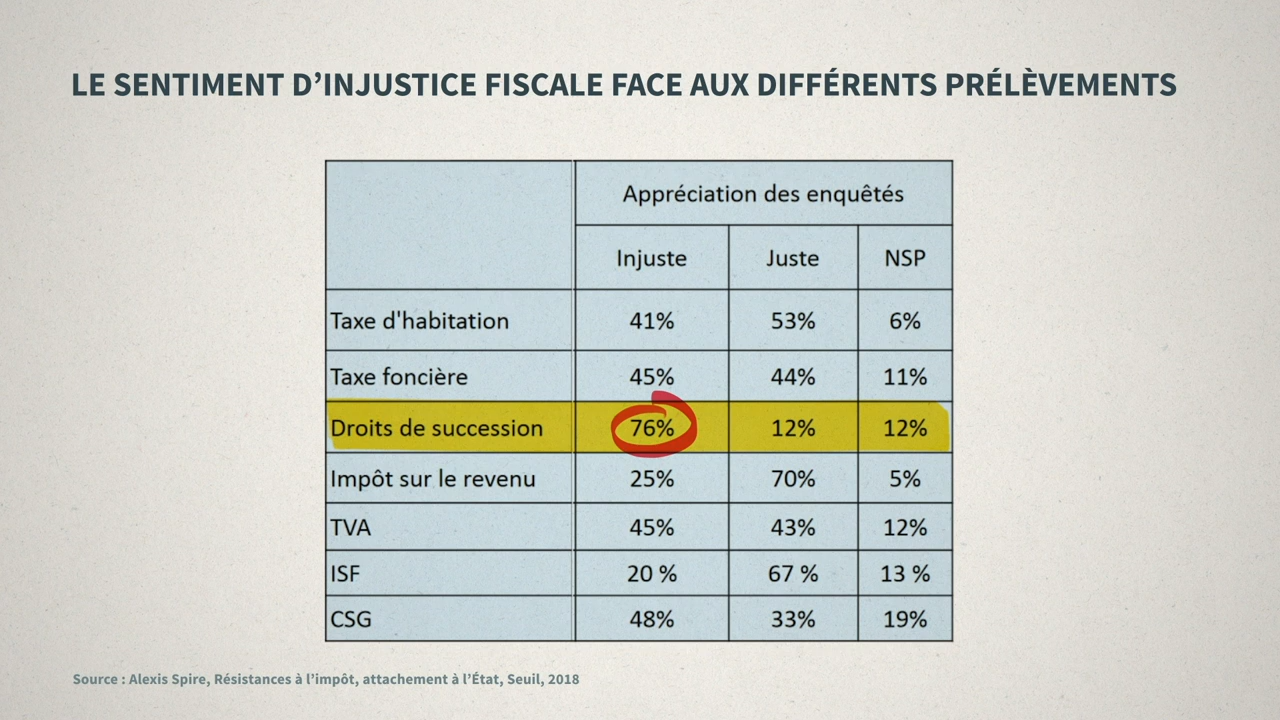 LE SENTIMENT D’INJUSTICE FISCALE FACE AUX DIFFÉRENTS PRÉLÈVEMENTS
Appréciation des enquêtés
Injuste Juste NSP
Taxe d'habitation 41% 53% 6%
Taxe foncière 45% 44% 11%
Droits de succession 76% 12% 12%
Impôt sur le revenu 25% 70% 5%
TVA 45% 43% 12%
ISF 20 % 67 % 13 %
CSG 48% 33% 19%
Source : Alexis Spire, Résistances à l’impôt, attachement à l’État, Seuil, 2018